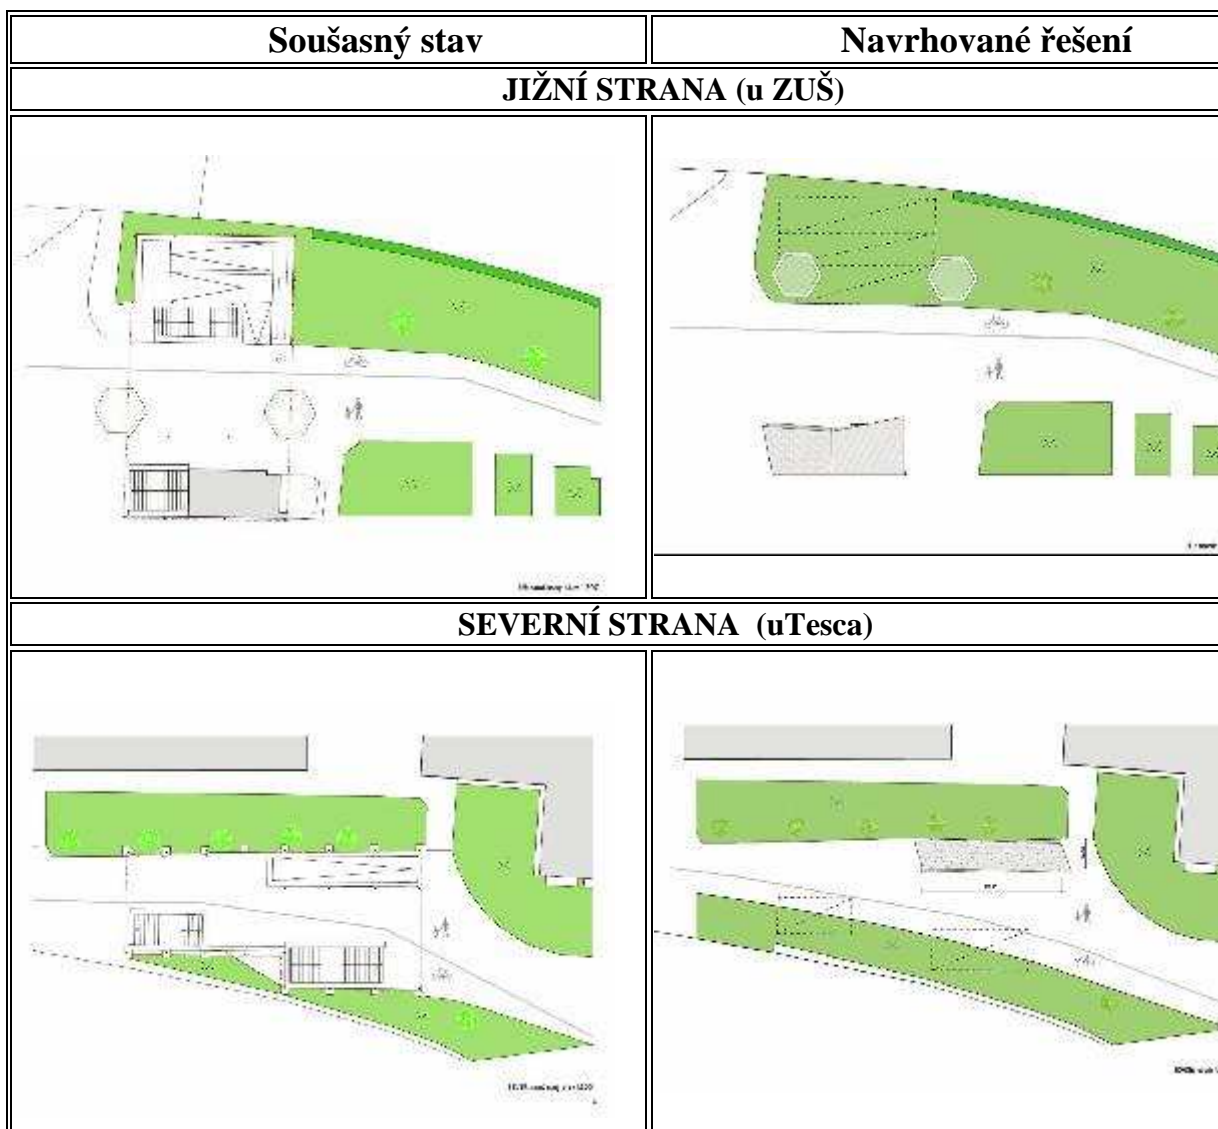 Soušasný stav
Navrhované řešení
JIŽNÍ STRANA (u ZUŠ)
SEVERNÍ STRANA (uTesca)